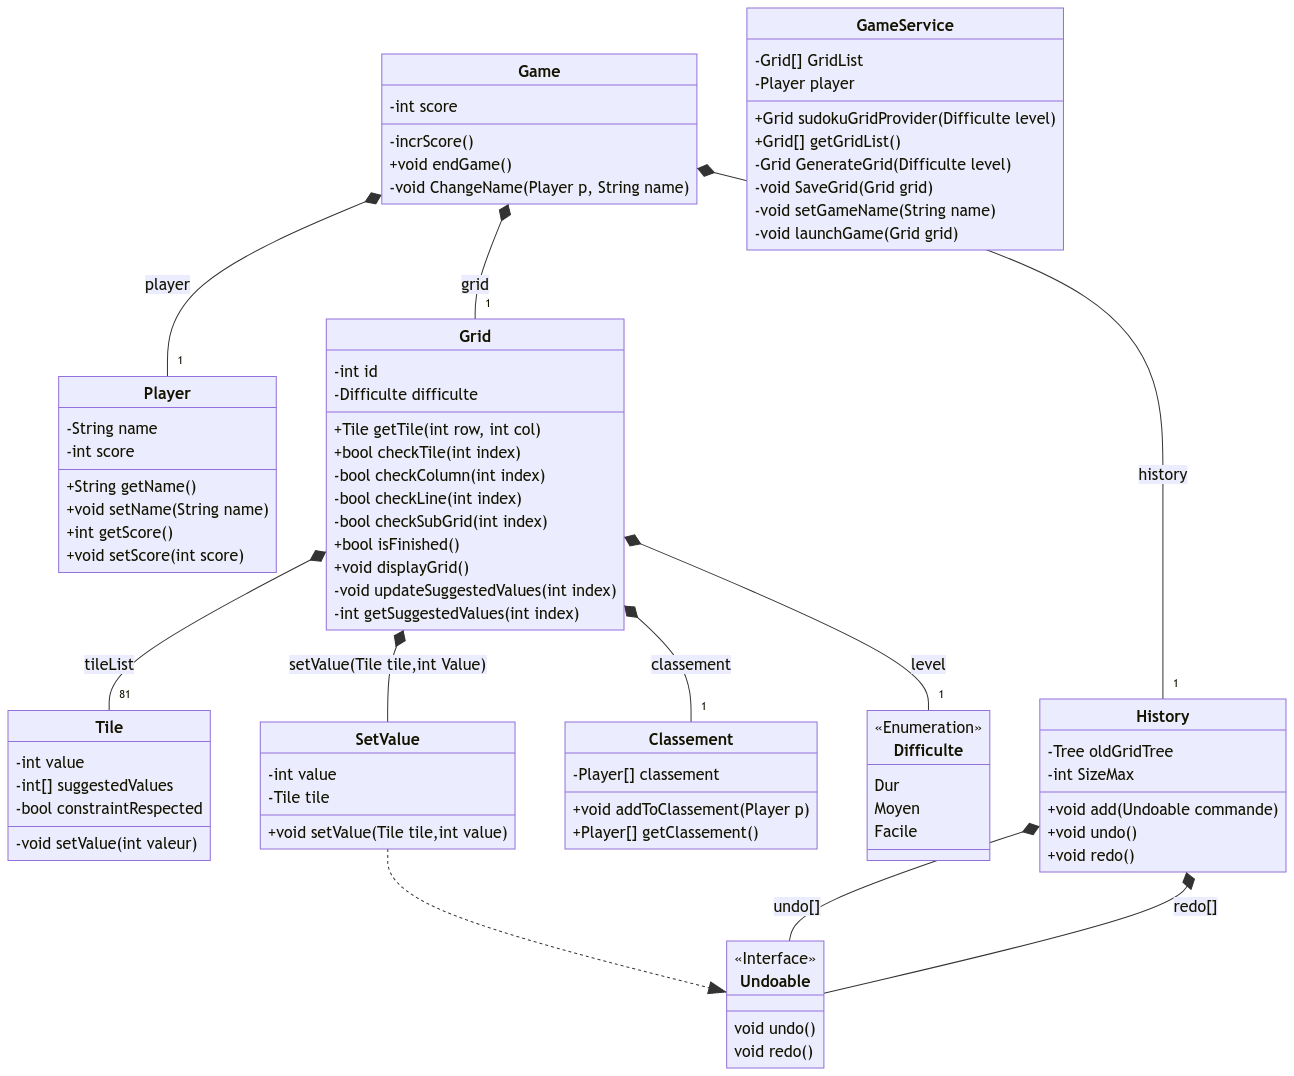 GameService
-Grid[] GridList
-Player player
+Grid sudokuGridProvider(Difficulte level)
+Grid[] getGridList()
-Grid GenerateGrid(Difficulte level)
-void SaveGrid(Grid grid)
-void setGameName(String name)
-void launchGame(Grid grid)
Game
-int score
-incrScore()
+void endGame()
-void ChangeName(Player p, String name)
player
1
grid
1
history
1
Player
-String name
-int score
+String getName()
+void setName(String name)
+int getScore()
+void setScore(int score)
Grid
-int id
-Difficulte difficulte
+Tile getTile(int row, int col)
+bool checkTile(int index)
-bool checkColumn(int index)
-bool checkLine(int index)
-bool checkSubGrid(int index)
+bool isFinished()
+void displayGrid()
-void updateSuggestedValues(int index)
-int getSuggestedValues(int index)
tileList
81
setValue(Tile tile,int Value)
classement
1
level
1
Tile
-int value
-int[] suggestedValues
-bool constraintRespected
-void setValue(int valeur)
SetValue
-int value
-Tile tile
+void setValue(Tile tile,int value)
Classement
-Player[] classement
+void addToClassement(Player p)
+Player[] getClassement()
«Enumeration»
Difficulte
Dur
Moyen
Facile
History
-Tree oldGridTree
-int SizeMax
+void add(Undoable commande)
+void undo()
+void redo()
undo[]
redo[]
«Interface»
Undoable
void undo()
void redo()